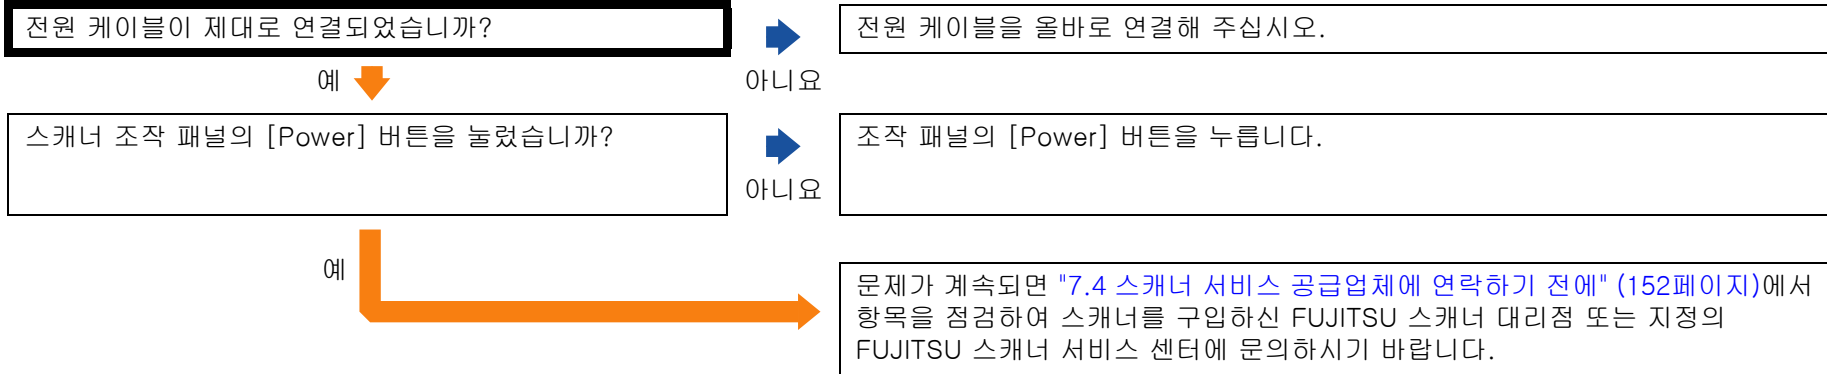 전원 케이블이 제대로 연결되었습니까?
전원 케이블을 올바로 연결해 주십시오.
예
아니요
스캐너 조작 패널의 [Power] 버튼을 눌렀습니까?
조작 패널의 [Power] 버튼을 누릅니다.
아니요
예
문제가 계속되면 "7.4 스캐너 서비스 공급업체에 연락하기 전에" (152페이지)에서
항목을 점검하여 스캐너를 구입하신 FUJITSU 스캐너 대리점 또는 지정의
FUJITSU 스캐너 서비스 센터에 문의하시기 바랍니다.